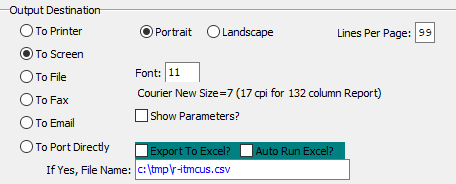 Output Destination
To Printer Portrait Landscape Lines Per Page: 99
To Screen
To File Font: 11
Courier New Size=7 (17 cpi for 132 column Report)
To Fax
To Email Show Parameters?
To Port Directly Export To Excel? Auto Run Excel?
If Yes, File Name: c:\tmp\r-itmcus.csv